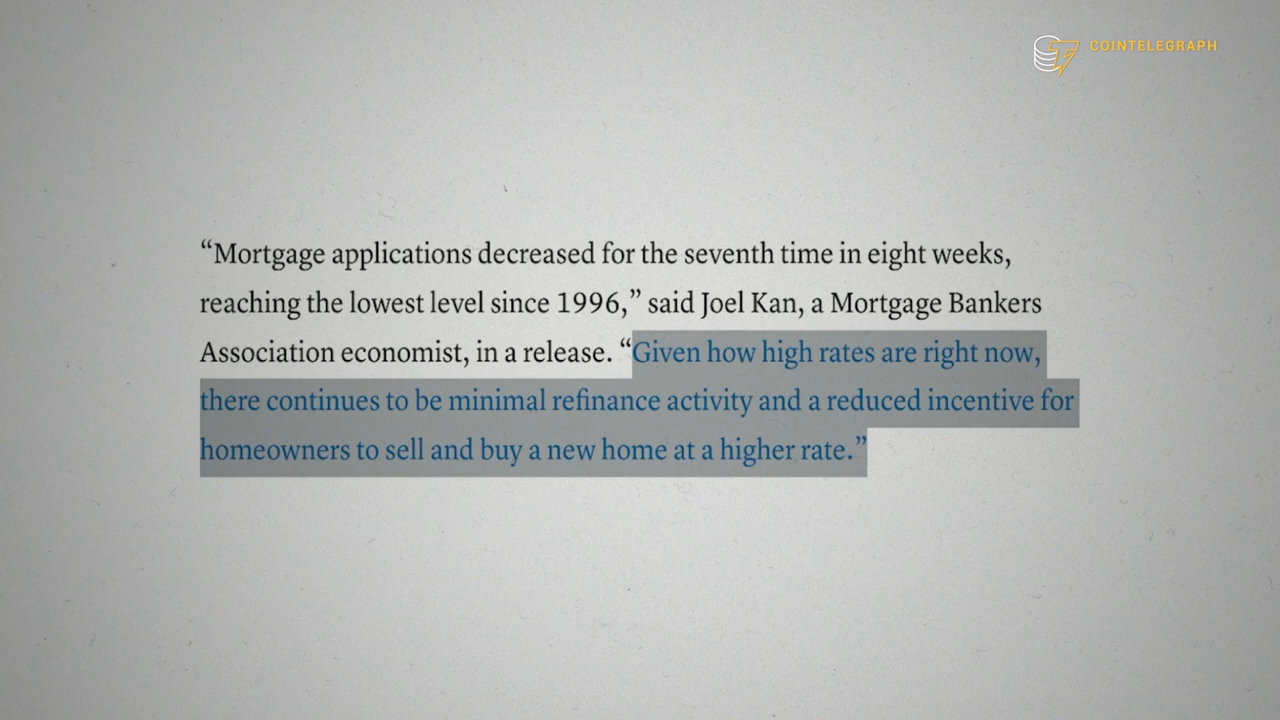 COINTELEGRAPH
“Mortgage applications decreased for the seventh time in eight weeks,
reaching the lowest level since 1996,” said Joel Kan, a Mortgage Bankers
Association economist, in a release. “Given how high rates are right now,
there continues to be minimal refinance activity and a reduced incentive for
homeowners to sell and buy a new home at a higher rate.”